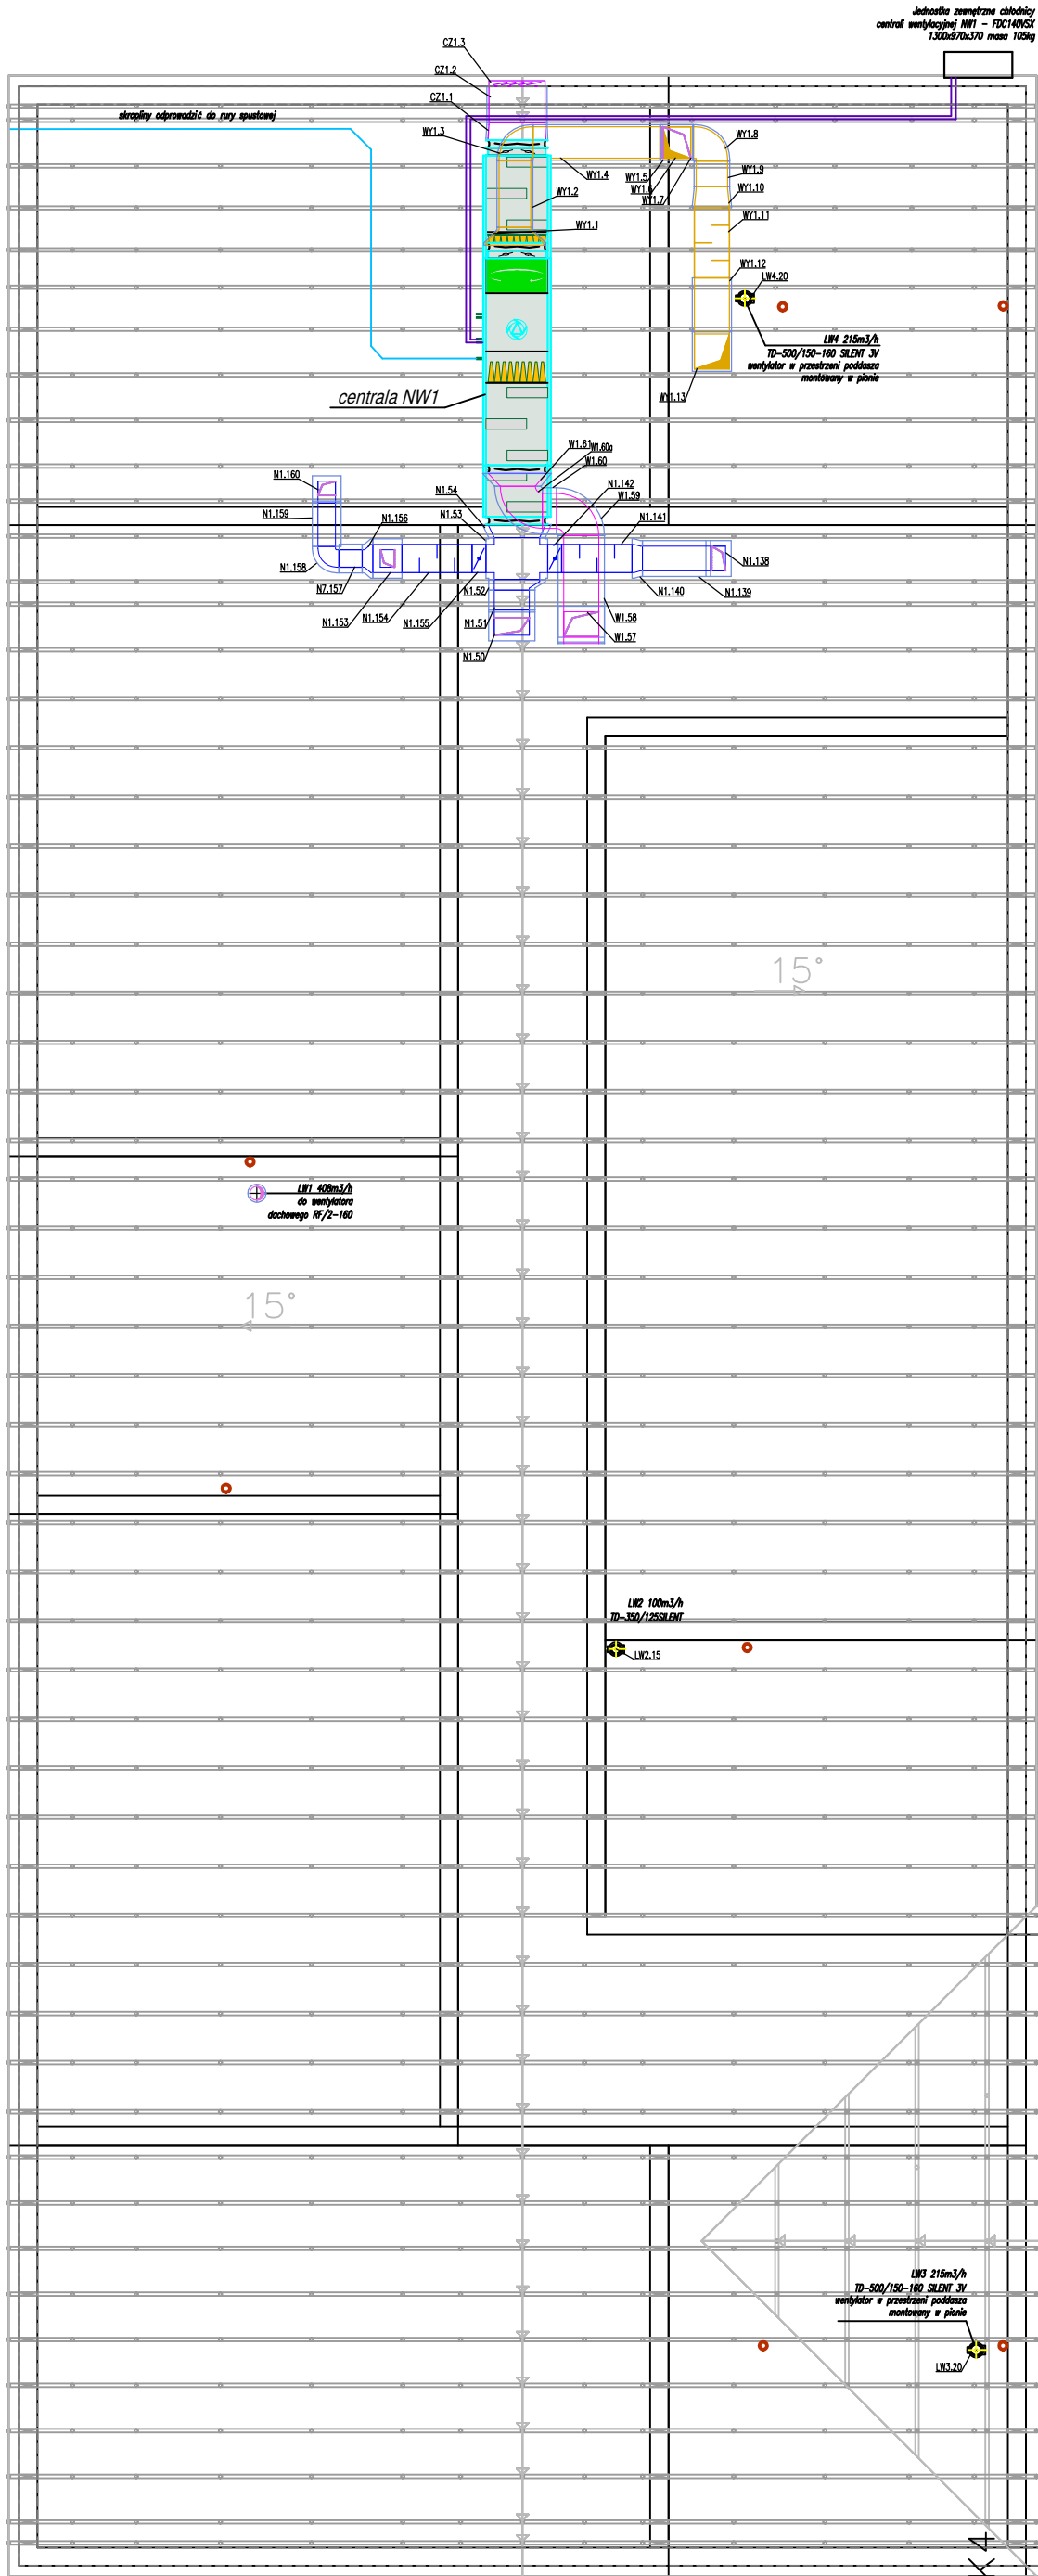 Jednostka zewnętrzna chłodnicy
centrali wentylacyjnej NW1 - FDC140VSX
1300x970x370 masa 105kg
CZ1.3
CZ1.2
CZ1.1
skropliny odprowadzić do rury spustowej
WY1.3
WY1.8
WY1.4
WY1.5
WY1.6
WY1.7
WY1.9
WY1.10
WY1.2
WY1.11
WY1.1
WY1.12
LW4.20
LW4 215m3/h
TD-500/150-160 SILENT 3V
wentylator w przestrzeni poddasza
montowany w pionie
centrala NW1
WY1.13
W1.61
W1.60a
W1.60
N1.160
N1.142
N1.54
W1.59
N1.159
N1.53
N1.156
N1.141
N1.138
N1.158
N7.157
N1.52
N1.140
N1.139
N1.153
N1.154
N1.155
N1.51
W1.58
W1.57
N1.50
15°
LW1 408m3/h
do wentylatora
dachowego RF/2-160
15°
LW2 100m3/h
TD-350/125SILENT
LW2.15
LW3 215m3/h
TD-500/150-160 SILENT 3V
wentylator w przestrzeni poddasza
montowany w pionie
LW3.20